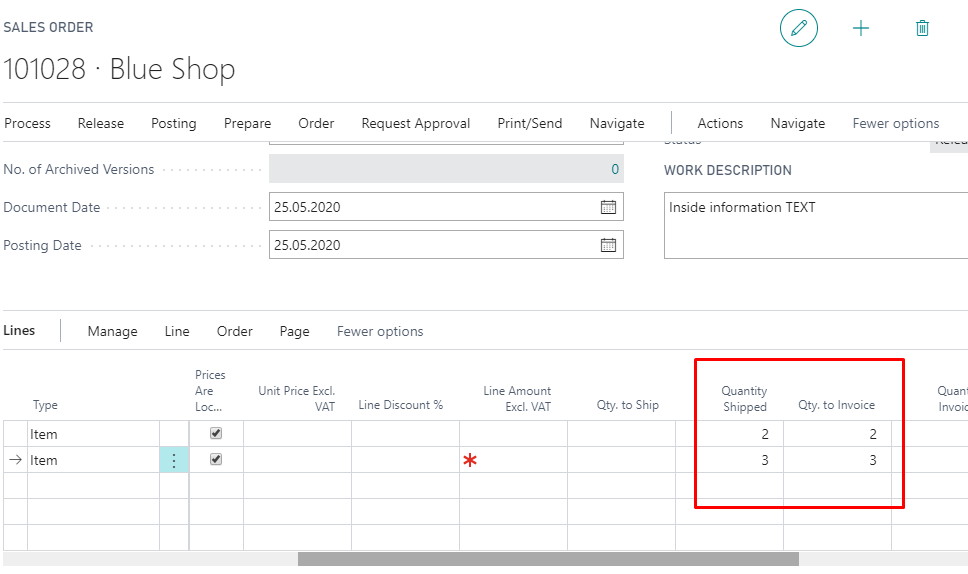 SALES ORDER
101028 · Blue Shop
Process Release Posting Prepare Order Request Approval Print/Send Navigate Actions Navigate Fewer options
No. of Archived Versions 0
WORK DESCRIPTION
Document Date 25.05.2020
Inside information TEXT
Posting Date 25.05.2020
Lines Manage Line Order Page Fewer options
Type
Prices
Are
Loc...
Unit Price Excl.
VAT
Line Discount %
Line Amount
Excl. VAT
Qty. to Ship
Quantity
Shipped
Qty. to Invoice
Item 2 2
Item 3 3